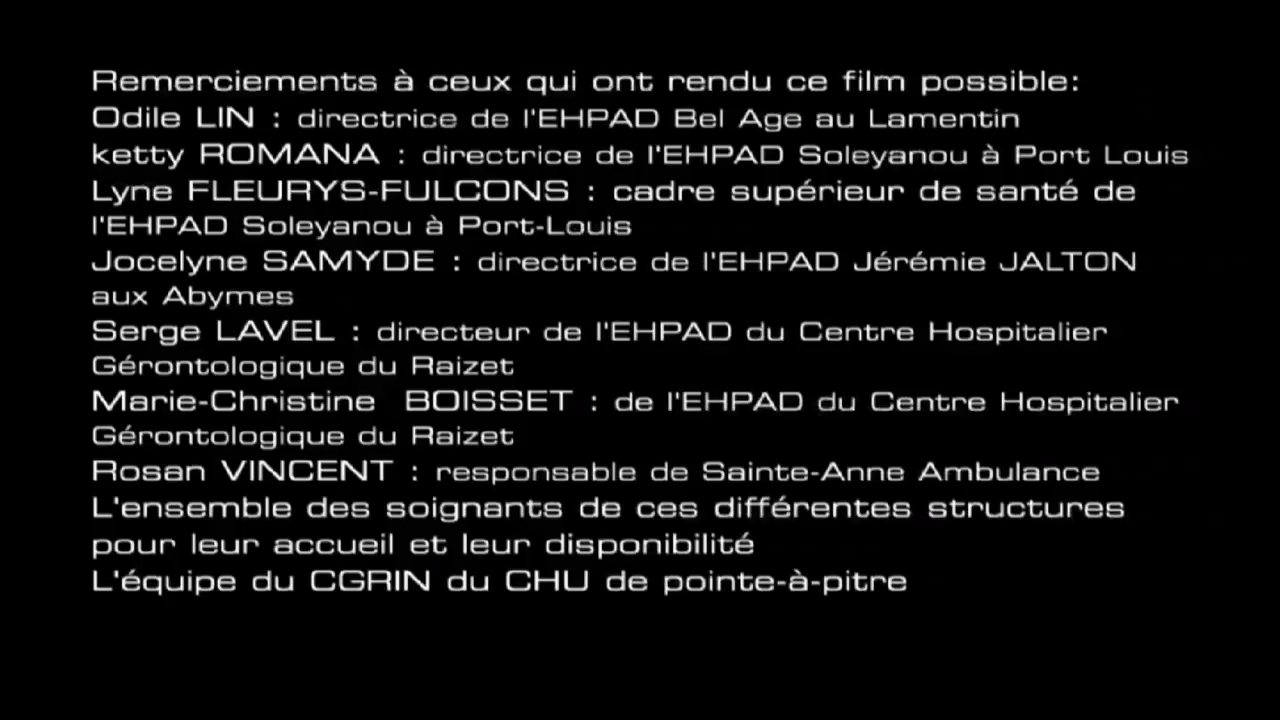 Remerciements à ceux qui ont rendu ce film possible:
Odile LIN : directrice de l'EHPAD Bel Age au Lamentin
ketty ROMANA : directrice de l'EHPAD Soleyanou à Port Louis
Lyne FLEURYS-FULCONS : cadre supérieur de santé de
l'EHPAD Soleyanou à Port-Louis
Jocelyne SAMYDE : directrice de l'EHPAD Jérémie JALTON
aux Abymes
Serge LAVEL : directeur de l'EHPAD du Centre Hospitalier
Gérontologique du Raizet
Marie-Christine BOISSET : de l'EHPAD du Centre Hospitalier
Gérontologique du Raizet
Rosan VINCENT : responsable de Sainte-Anne Ambulance
L'ensemble des soignants de ces différentes structures
pour leur accueil et leur disponibilité
L'équipe du CGRIN du CHU de pointe-à-pitre